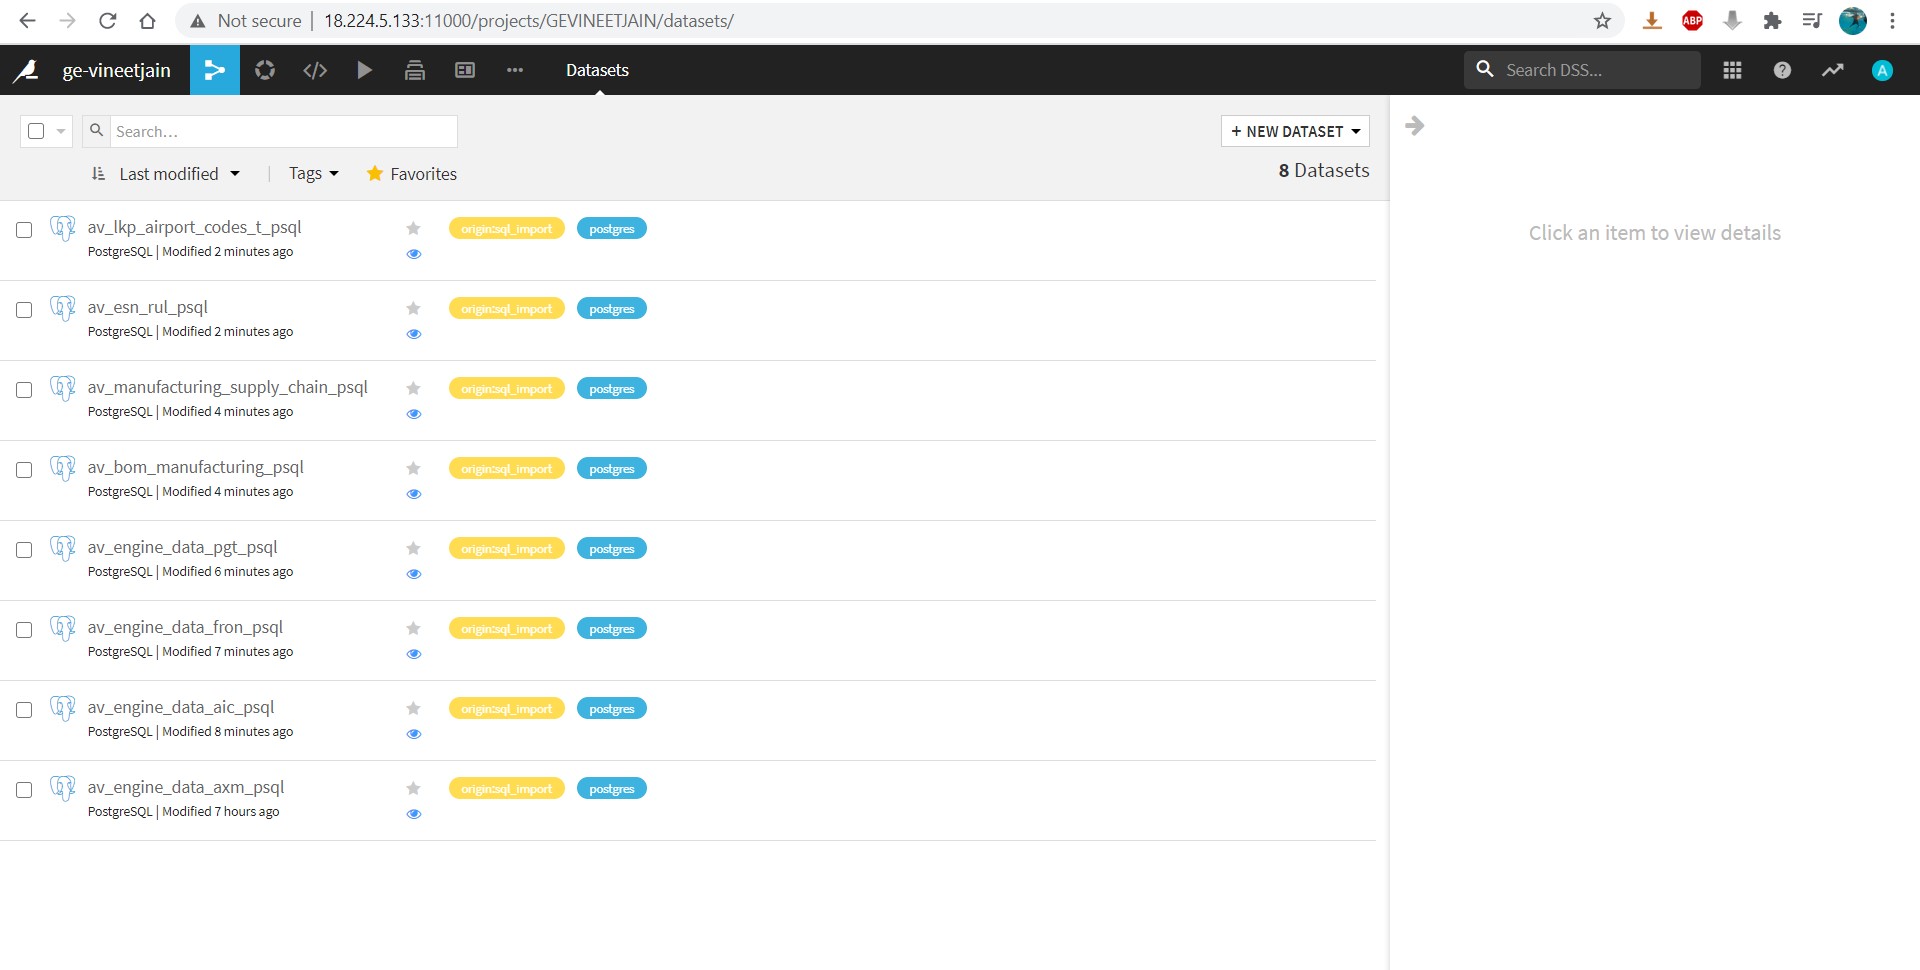 Not secure | 18.224.5.133:11000/projects/GEVINEETJAIN/datasets/
ABP
ge-vineetjain Datasets Search DSS... ? A
Search...
+ NEW DATASET
Last modified | Tags Favorites
8 Datasets
Click an item to view details
av_lkp_airport_codes_t_psql origin:sql_import postgres
PostgreSQL | Modified 2 minutes ago
av_esn_rul_psql origin:sql_import postgres
PostgreSQL | Modified 2 minutes ago
av_manufacturing_supply_chain_psql origin:sql_import postgres
PostgreSQL | Modified 4 minutes ago
av_bom_manufacturing_psql origin:sql_import postgres
PostgreSQL | Modified 4 minutes ago
av_engine_data_pgt_psql origin:sql_import postgres
PostgreSQL | Modified 6 minutes ago
av_engine_data_fron_psql origin:sql_import postgres
PostgreSQL | Modified 7 minutes ago
av_engine_data_aic_psql origin:sql_import postgres
PostgreSQL | Modified 8 minutes ago
av_engine_data_axm_psql origin:sql_import postgres
PostgreSQL | Modified 7 hours ago